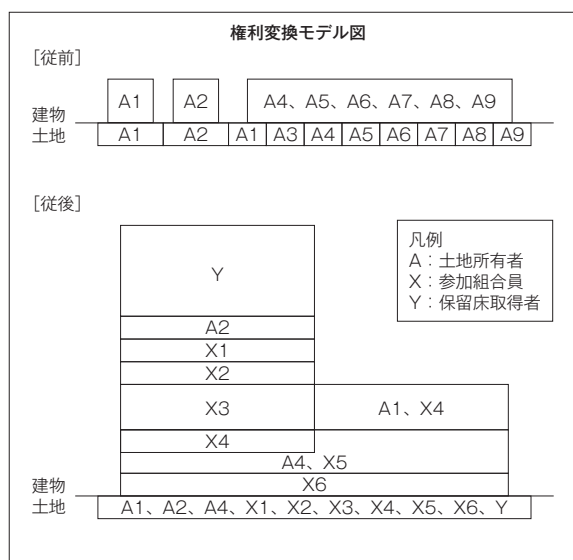 権利変換モデル図
[従前]
A1 A2 A4、A5、A6、A7、A8、A9
建物
土地 A1 A2 A1 A3 A4 A5 A6 A7 A8 A9
[従後]
凡例
A：土地所有者
X：参加組合員
Y：保留床取得者
Y
A2
X1
X2
X3 A1、X4
X4
A4、X5
X6
建物
土地 A1、A2、A4、X1、X2、X3、X4、X5、X6、Y